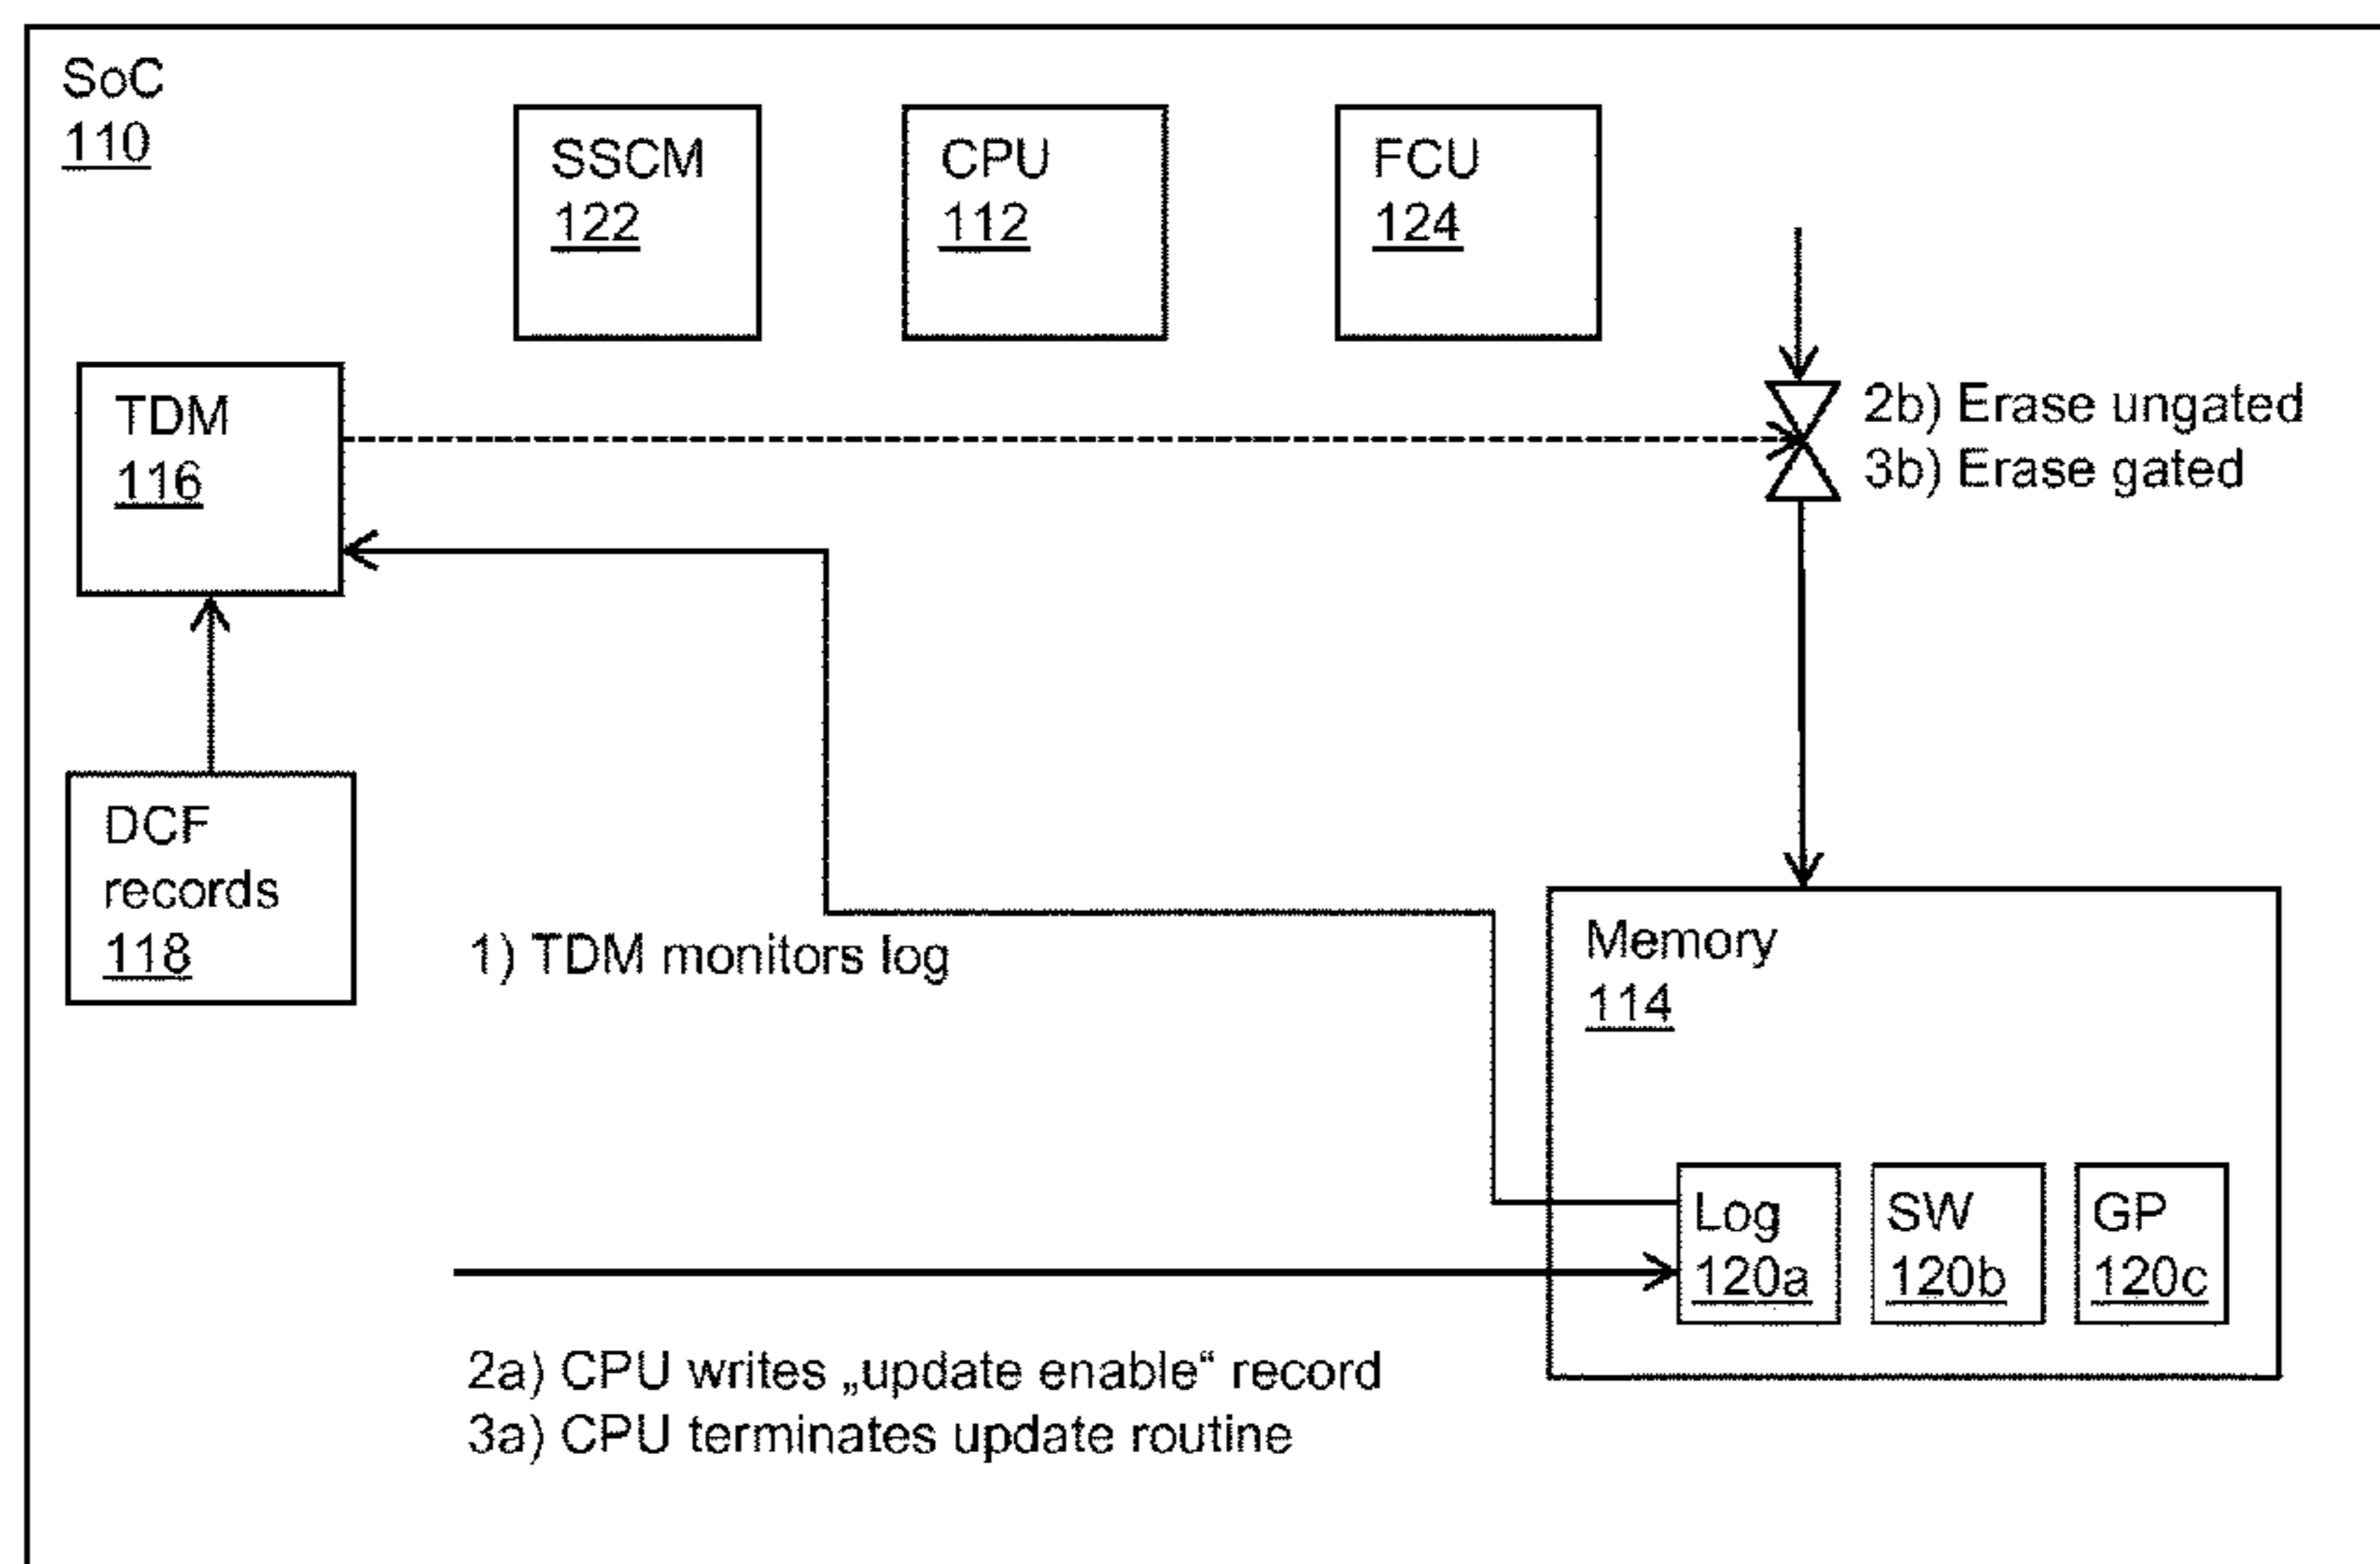 SoC
110
SSCM
122
CPU
112
FCU
124
TDM
116
2b) Erase ungated
3b) Erase gated
DCF
records
118
1) TDM monitors log
Memory
114
Log
120a
SW
120b
GP
120c
2a) CPU writes „update enable“ record
3a) CPU terminates update routine